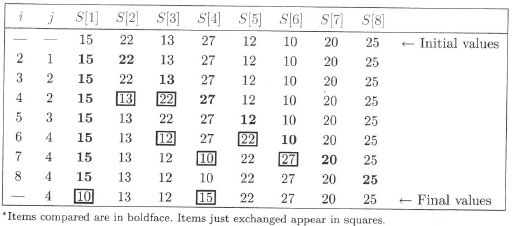 i j S[1] S[2] S[3] S[4] S[5] S[6] S[7] S[8]
— — 15 22 13 27 12 10 20 25 ← Initial values
2 1 15 22 13 27 12 10 20 25
3 2 15 22 13 27 12 10 20 25
4 2 15 13 22 27 12 10 20 25
5 3 15 13 22 27 12 10 20 25
6 4 15 13 12 27 22 10 20 25
7 4 15 13 12 10 22 27 20 25
8 4 15 13 12 10 22 27 20 25
— 4 10 13 12 15 22 27 20 25 ← Final values
*Items compared are in boldface. Items just exchanged appear in squares.